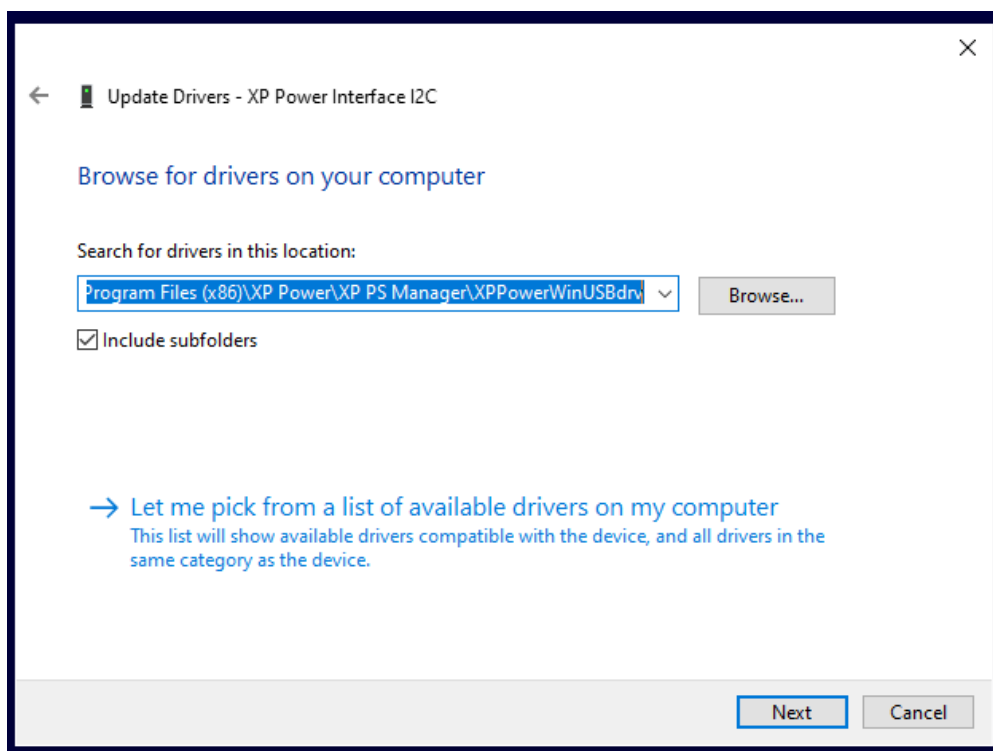 Update Drivers - XP Power Interface I2C
Browse for drivers on your computer
Search for drivers in this location:
Program Files (x86)\XP Power\XP PS Manager\XPPowerWinUSBdrv
Browse...
Include subfolders
Let me pick from a list of available drivers on my computer
This list will show available drivers compatible with the device, and all drivers in the
same category as the device.
Next
Cancel